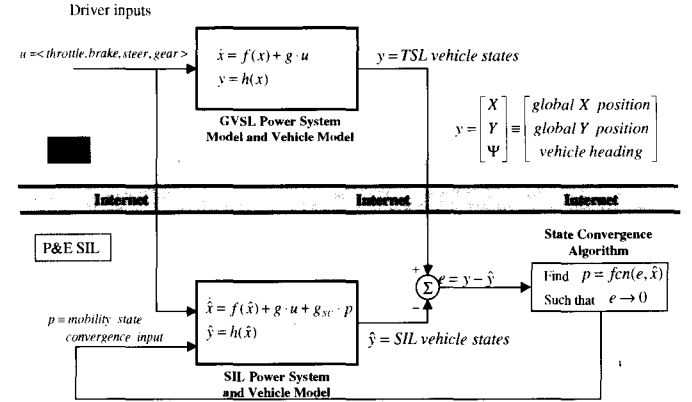 Driver inputs
u =< throttle, brake, steer, gear >
ẋ = f(x) + g · u
y = h(x)
y = TSL vehicle states
GVSL Power System
Model and Vehicle Model
y = [X Y Ψ] ≡ [global X position
global Y position
vehicle heading]
Internet Internet Internet
P&E SIL
State Convergence
Algorithm
+
Σ
−
e = y − ŷ
Find p = fcn(e, x̂)
Such that e → 0
p = mobility state
convergence input
x̂̇ = f(x̂) + g · u + g_SC · p
ŷ = h(x̂)
ŷ = SIL vehicle states
SIL Power System
and Vehicle Model